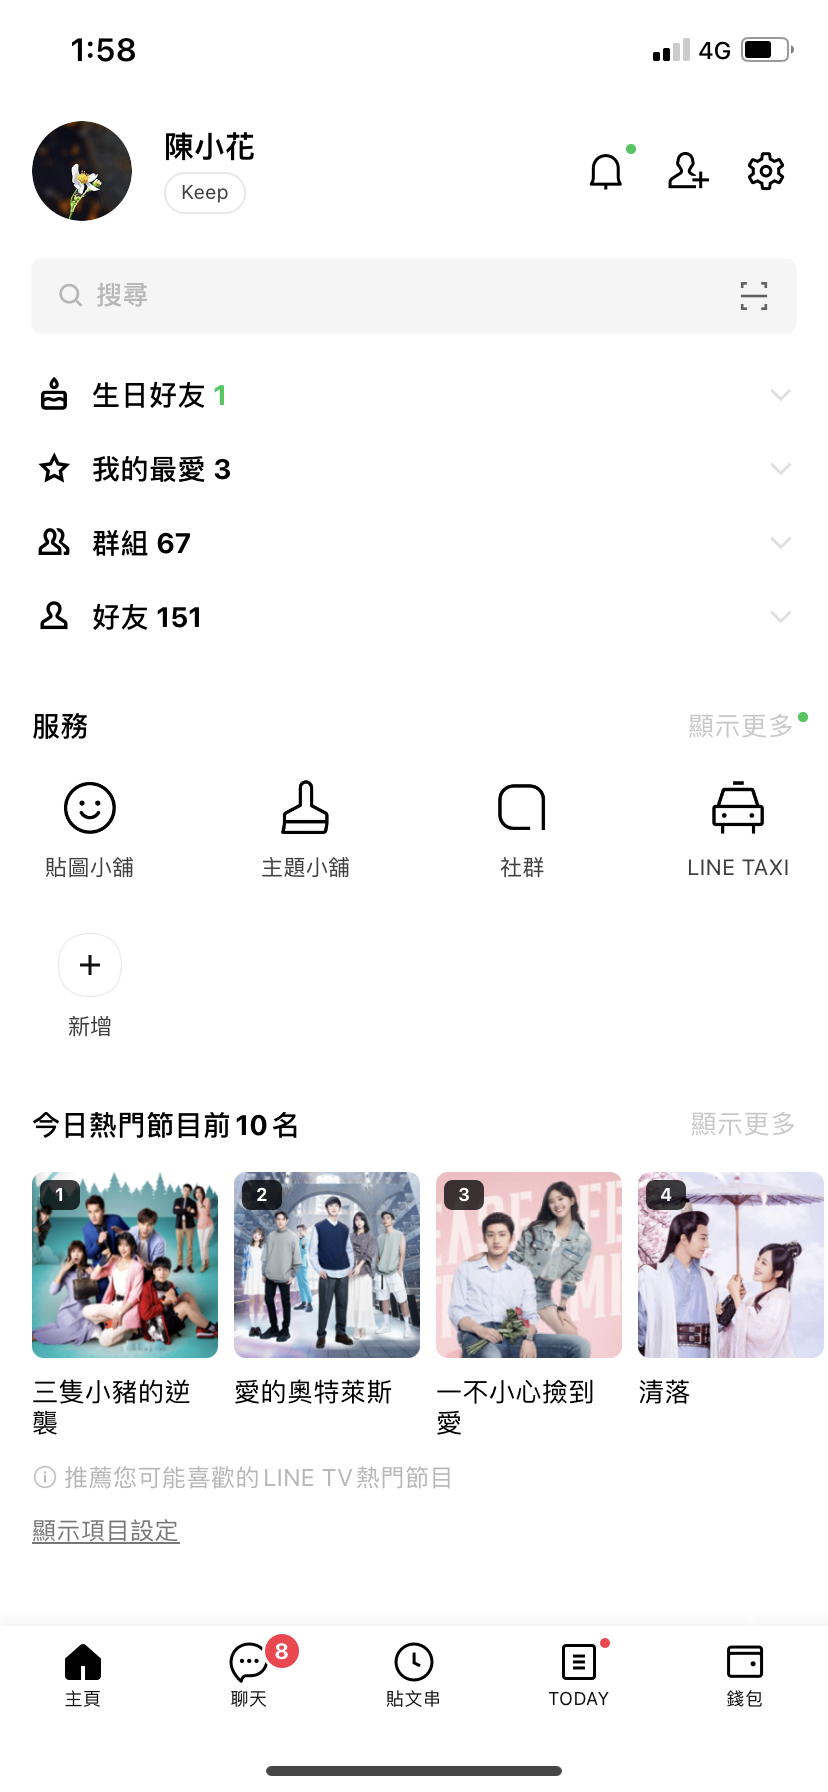 1:58
4G
陳小花
Keep
搜尋
生日好友 1
我的最愛 3
群組 67
好友 151
服務
顯示更多
貼圖小舖
主題小舖
社群
LINE TAXI
新增
今日熱門節目前10名
顯示更多
1
2
3
4
三隻小豬的逆
襲
愛的奧特萊斯
一不小心撿到
愛
清落
推薦您可能喜歡的LINE TV熱門節目
顯示項目設定
8
主頁
聊天
貼文串
TODAY
錢包